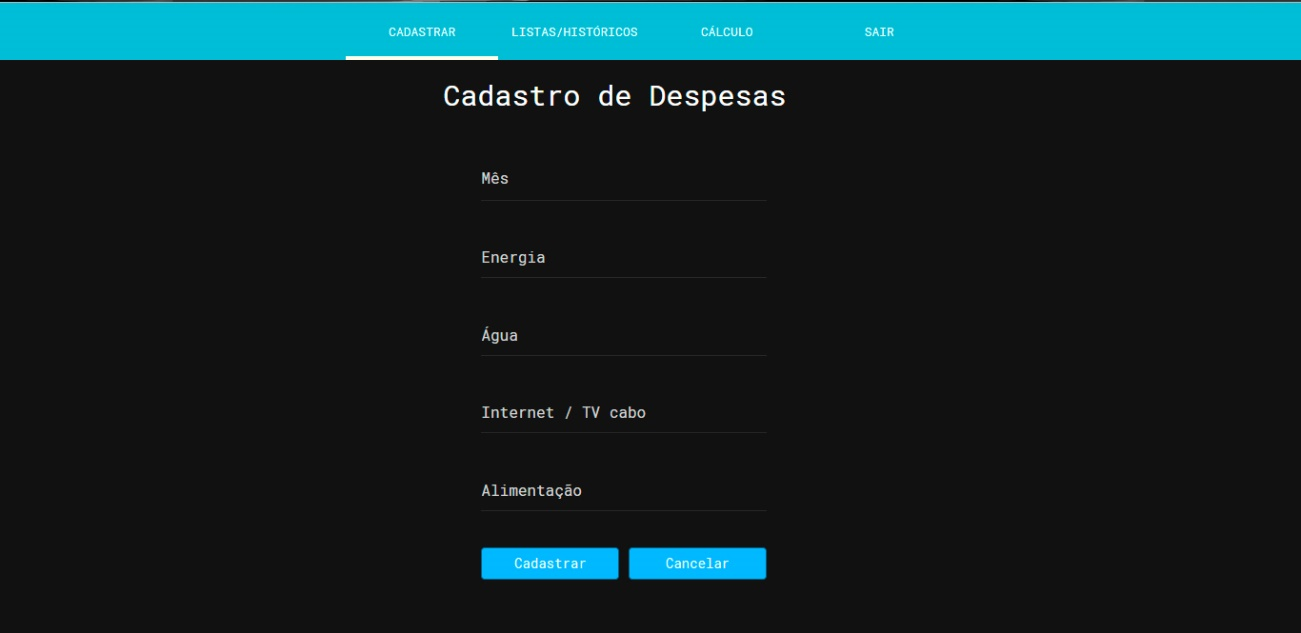 CADASTRAR LISTAS/HISTÓRICOS CÁLCULO SAIR
Cadastro de Despesas
Mês
Energia
Água
Internet / TV cabo
Alimentação
Cadastrar Cancelar